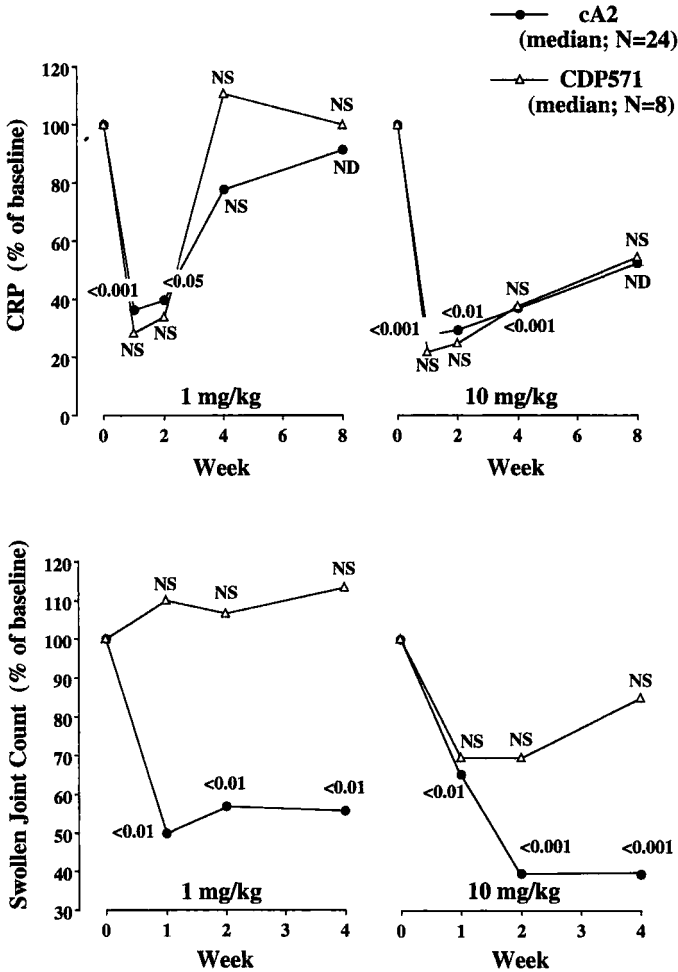 cA2
(median; N=24)
CDP571
(median; N=8)
CRP (% of baseline)
120
100
80
60
40
20
0
<0.001
<0.05
NS
NS
NS
NS
NS
ND
1 mg/kg
0 2 4 6 8
Week
<0.001
<0.01
<0.001
NS
NS
NS
NS
ND
10 mg/kg
0 2 4 6 8
Week
Swollen Joint Count (% of baseline)
120
110
100
90
80
70
60
50
40
30
NS
NS
NS
<0.01
<0.01
<0.01
1 mg/kg
0 1 2 3 4
Week
NS
NS
NS
<0.01
<0.001
<0.001
10 mg/kg
0 1 2 3 4
Week